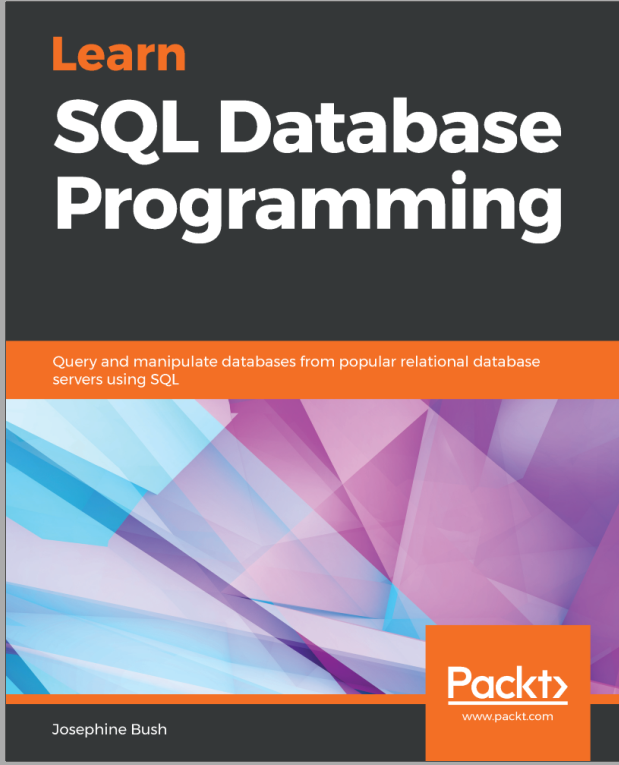 Learn
SQL Database
Programming
Query and manipulate databases from popular relational database
servers using SQL
Packt>
www.packt.com
Josephine Bush